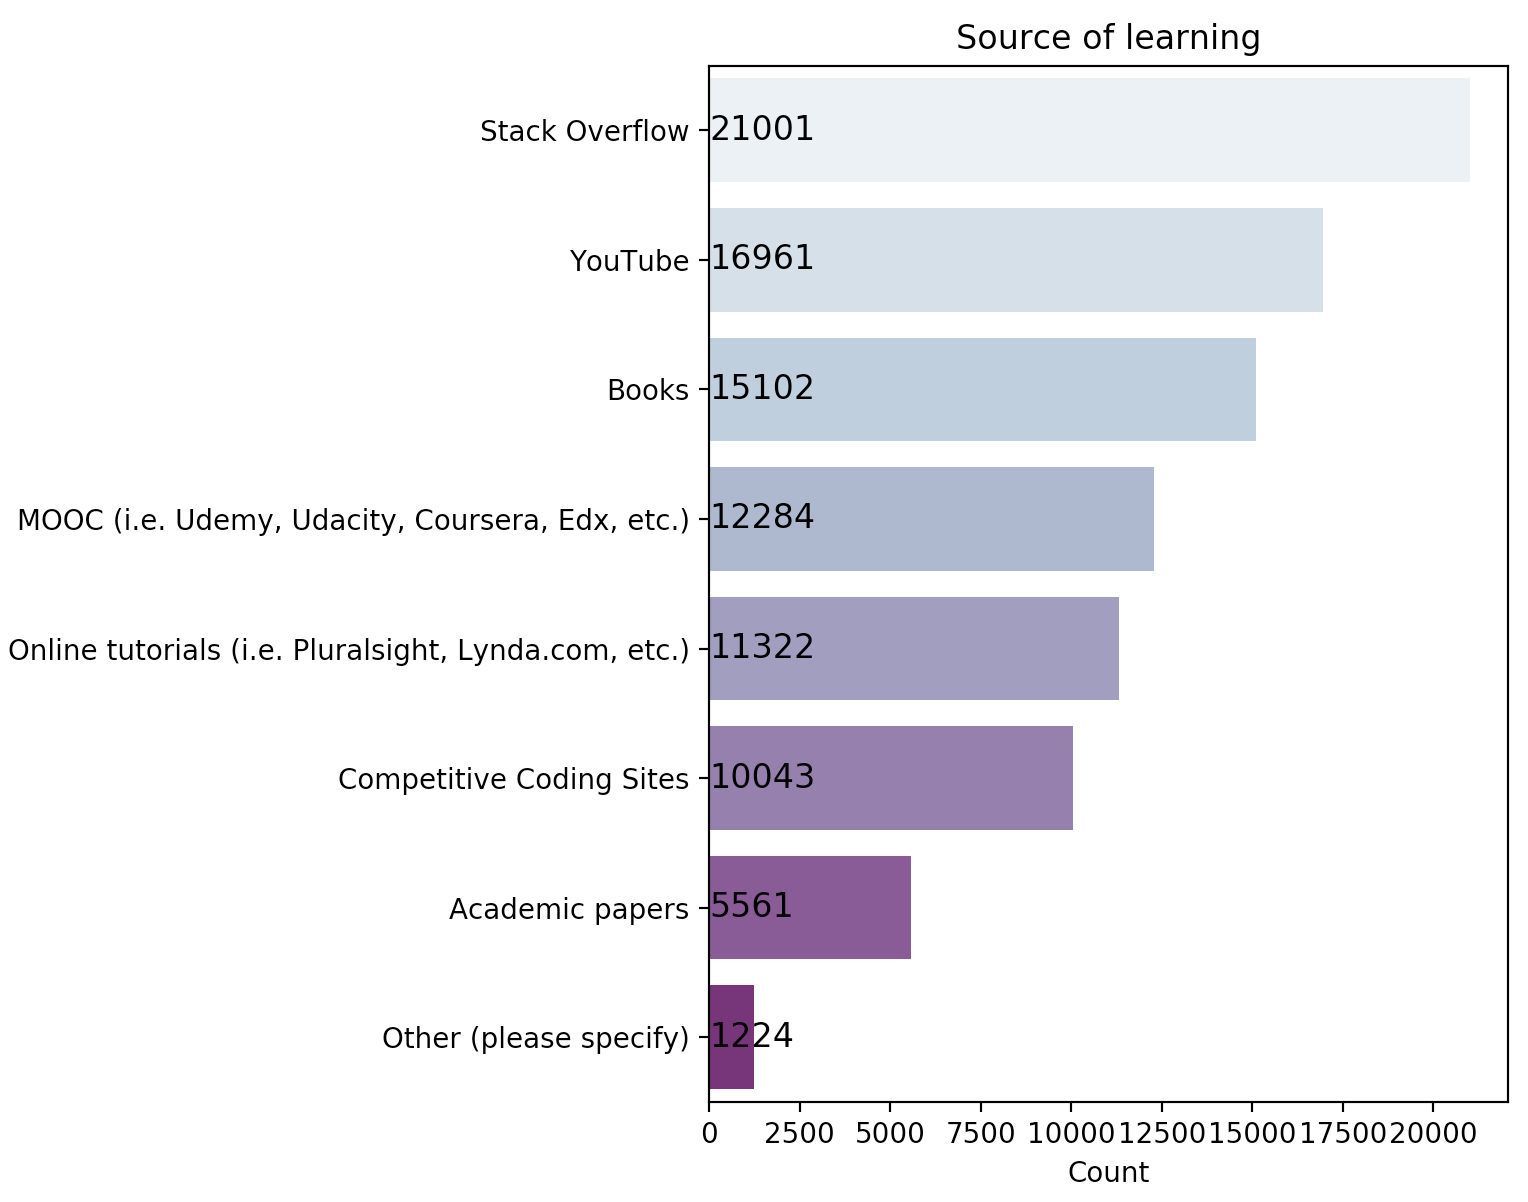 Source of learning
Stack Overflow 21001
YouTube 16961
Books 15102
MOOC (i.e. Udemy, Udacity, Coursera, Edx, etc.) 12284
Online tutorials (i.e. Pluralsight, Lynda.com, etc.) 11322
Competitive Coding Sites 10043
Academic papers 5561
Other (please specify) 1224
0 2500 5000 7500 10000 12500 15000 17500 20000
Count